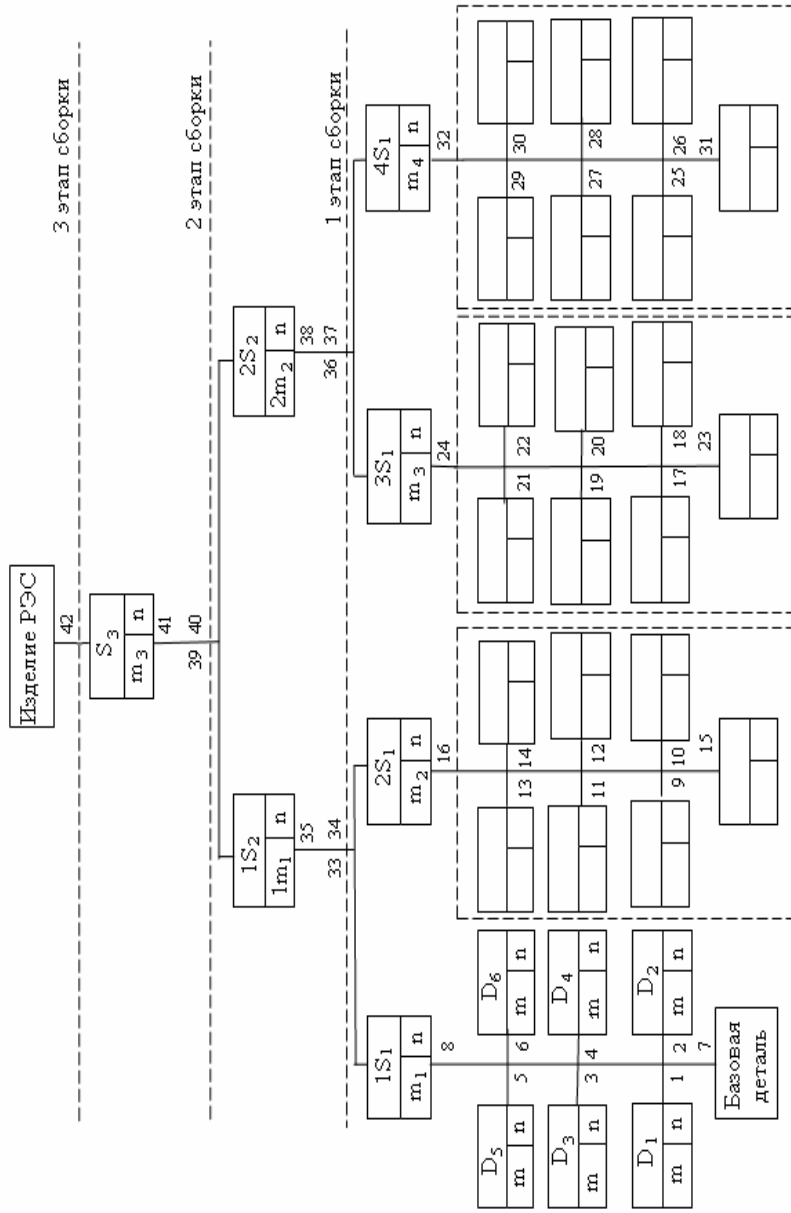 Изделие РЭС
42
3 этап сборки
S3
m3 n
41
39 40
2 этап сборки
1S2
1m1 n
35
33 34
2S2
2m2 n
38
36 37
1 этап сборки
1S1
m1 n
8
2S1
m2 n
16
3S1
m3 n
24
4S1
m4 n
32
D5
m n
5 6
D6
m n
13 14
21 22
29 30
D3
m n
3 4
D4
m n
11 12
19 20
27 28
D1
m n
1 2
D2
m n
9 10
17 18
25 26
7
15
23
31
Базовая
деталь